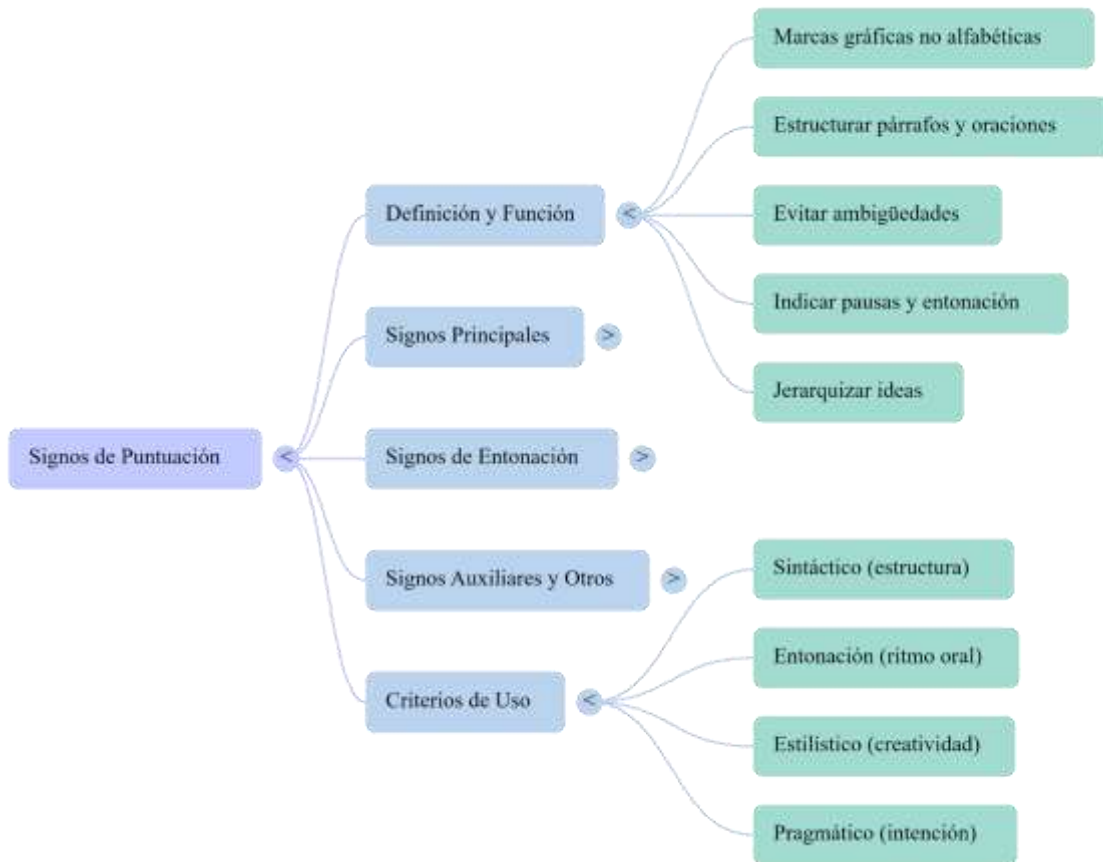 Signos de Puntuación
<
Definición y Función
<
Marcas gráficas no alfabéticas
Estructurar párrafos y oraciones
Evitar ambigüedades
Indicar pausas y entonación
Jerarquizar ideas
Signos Principales
>
Signos de Entonación
>
Signos Auxiliares y Otros
>
Criterios de Uso
<
Sintáctico (estructura)
Entonación (ritmo oral)
Estilístico (creatividad)
Pragmático (intención)